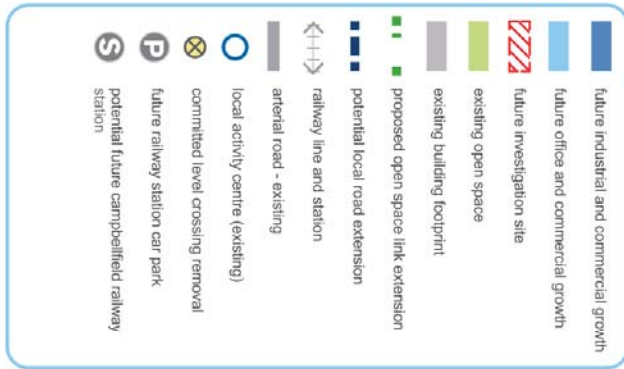 future industrial and commercial growth
future office and commercial growth
future investigation site
existing open space
existing building footprint
proposed open space link extension
potential local road extension
railway line and station
arterial road - existing
local activity centre (existing)
committed level crossing removal
P
future railway station car park
S
potential future campbellfield railway
station